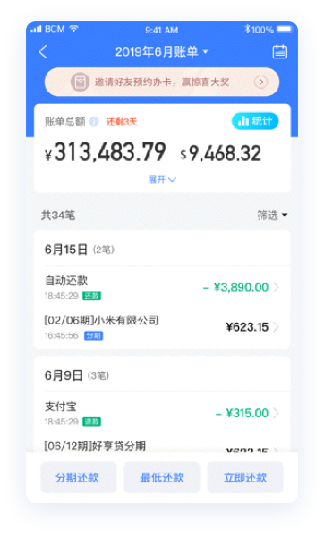 BCM 9:41 AM 100%
2019年6月账单
邀请好友预约办卡，赢惊喜大奖
账单总额 还剩3天 统计
¥313,483.79 $9,468.32
展开
共34笔 筛选
6月15日 (2笔)
自动还款 - ¥3,890.00
18:45:29 还款
[02/06期]小米有限公司 ¥623.15
16:45:56 分期
6月9日 (3笔)
支付宝 - ¥315.00
18:45:29 还款
[06/12期]好享贷分期 ¥623.15
分期还款 最低还款 立即还款